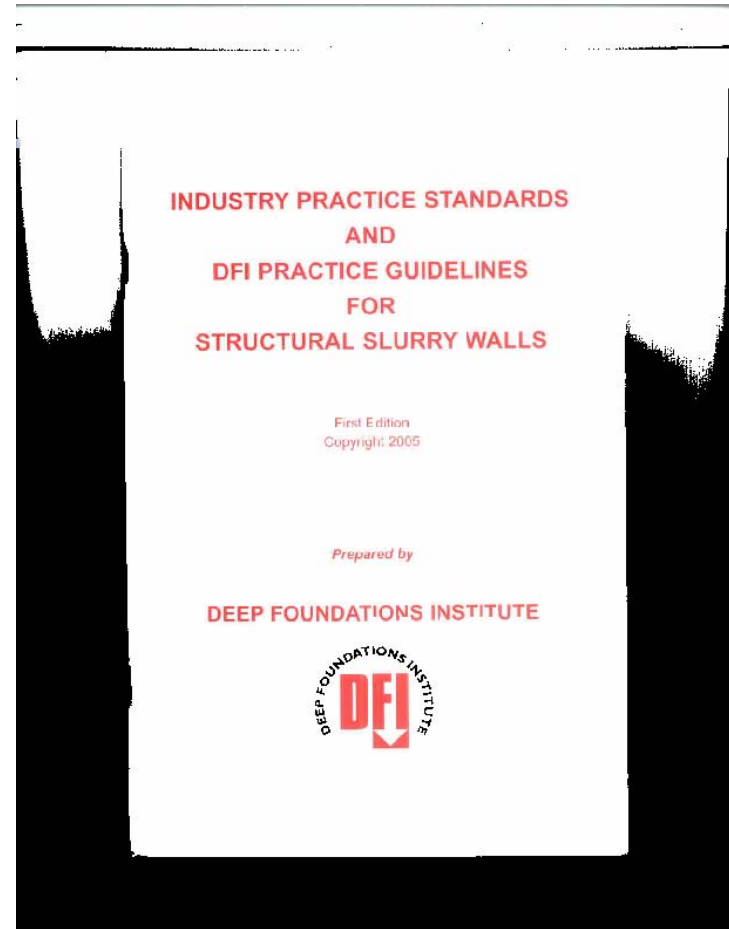 INDUSTRY PRACTICE STANDARDS
AND
DFI PRACTICE GUIDELINES
FOR
STRUCTURAL SLURRY WALLS
First Edition
Copyright 2005
Prepared by
DEEP FOUNDATIONS INSTITUTE
DEEP FOUNDATIONS INSTITUTE
DFI